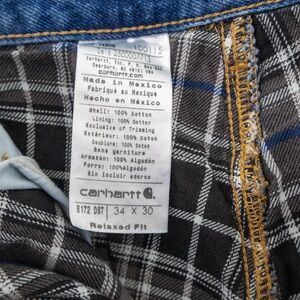 Carhartt, Inc.
Dearborn, MI 48121 USA
carhartt.com
Made in Mexico
Fabriqué au Mexique
Hecho en México
Shell: 100% Cotton
Lining: 100% Cotton
Exclusive of Trimming
Extérieur: 100% Coton
Doublure: 100% Coton
Sans garniture
Armazon: 100%Algodón
Forro: 100%Algodón
Sin incluir adornos
carhartt
B172 DST 34 X 30
Relaxed Fit